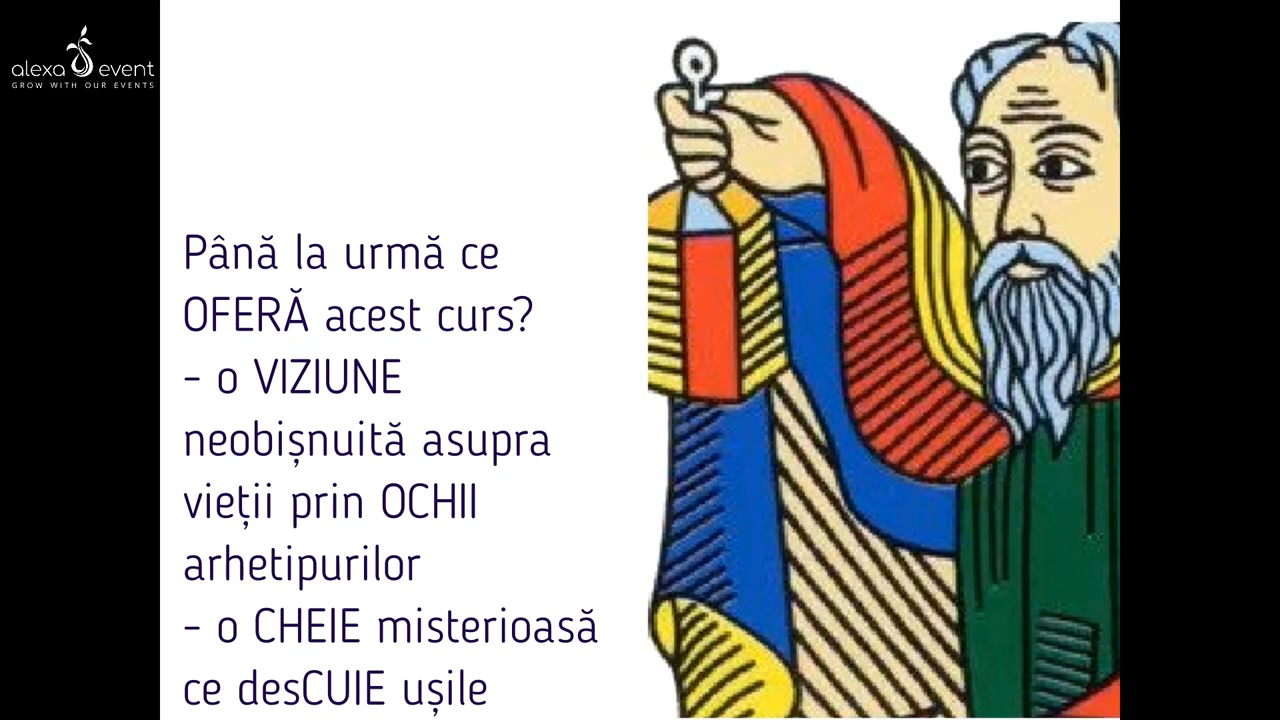 alexa event
GROW WITH OUR EVENTS
Până la urmă ce
OFERĂ acest curs?
- o VIZIUNE
neobișnuită asupra
vieții prin OCHII
arhetipurilor
- o CHEIE misterioasă
ce desCUIE ușile